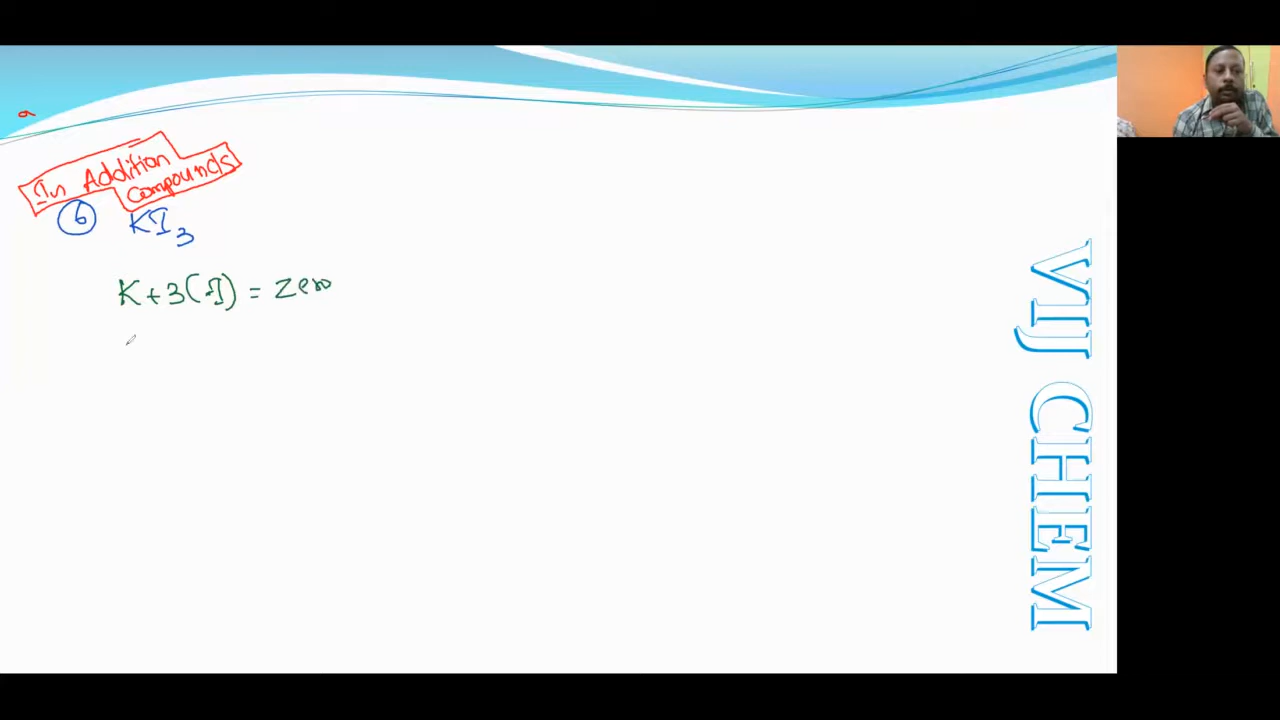 In Addition
Compounds
6 KI3
K+3(I) = Zero
VIJ CHEM